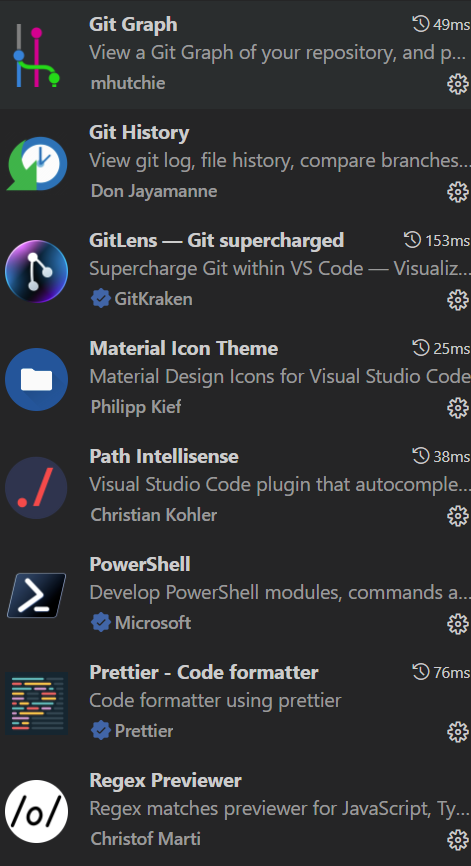 Git Graph 49ms
View a Git Graph of your repository, and p...
mhutchie
Git History
View git log, file history, compare branches...
Don Jayamanne
GitLens — Git supercharged 153ms
Supercharge Git within VS Code — Visualiz...
GitKraken
Material Icon Theme 25ms
Material Design Icons for Visual Studio Code
Philipp Kief
./
Path Intellisense 38ms
Visual Studio Code plugin that autocomple...
Christian Kohler
PowerShell
Develop PowerShell modules, commands a...
Microsoft
Prettier - Code formatter 76ms
Code formatter using prettier
Prettier
/o/
Regex Previewer
Regex matches previewer for JavaScript, Ty...
Christof Marti